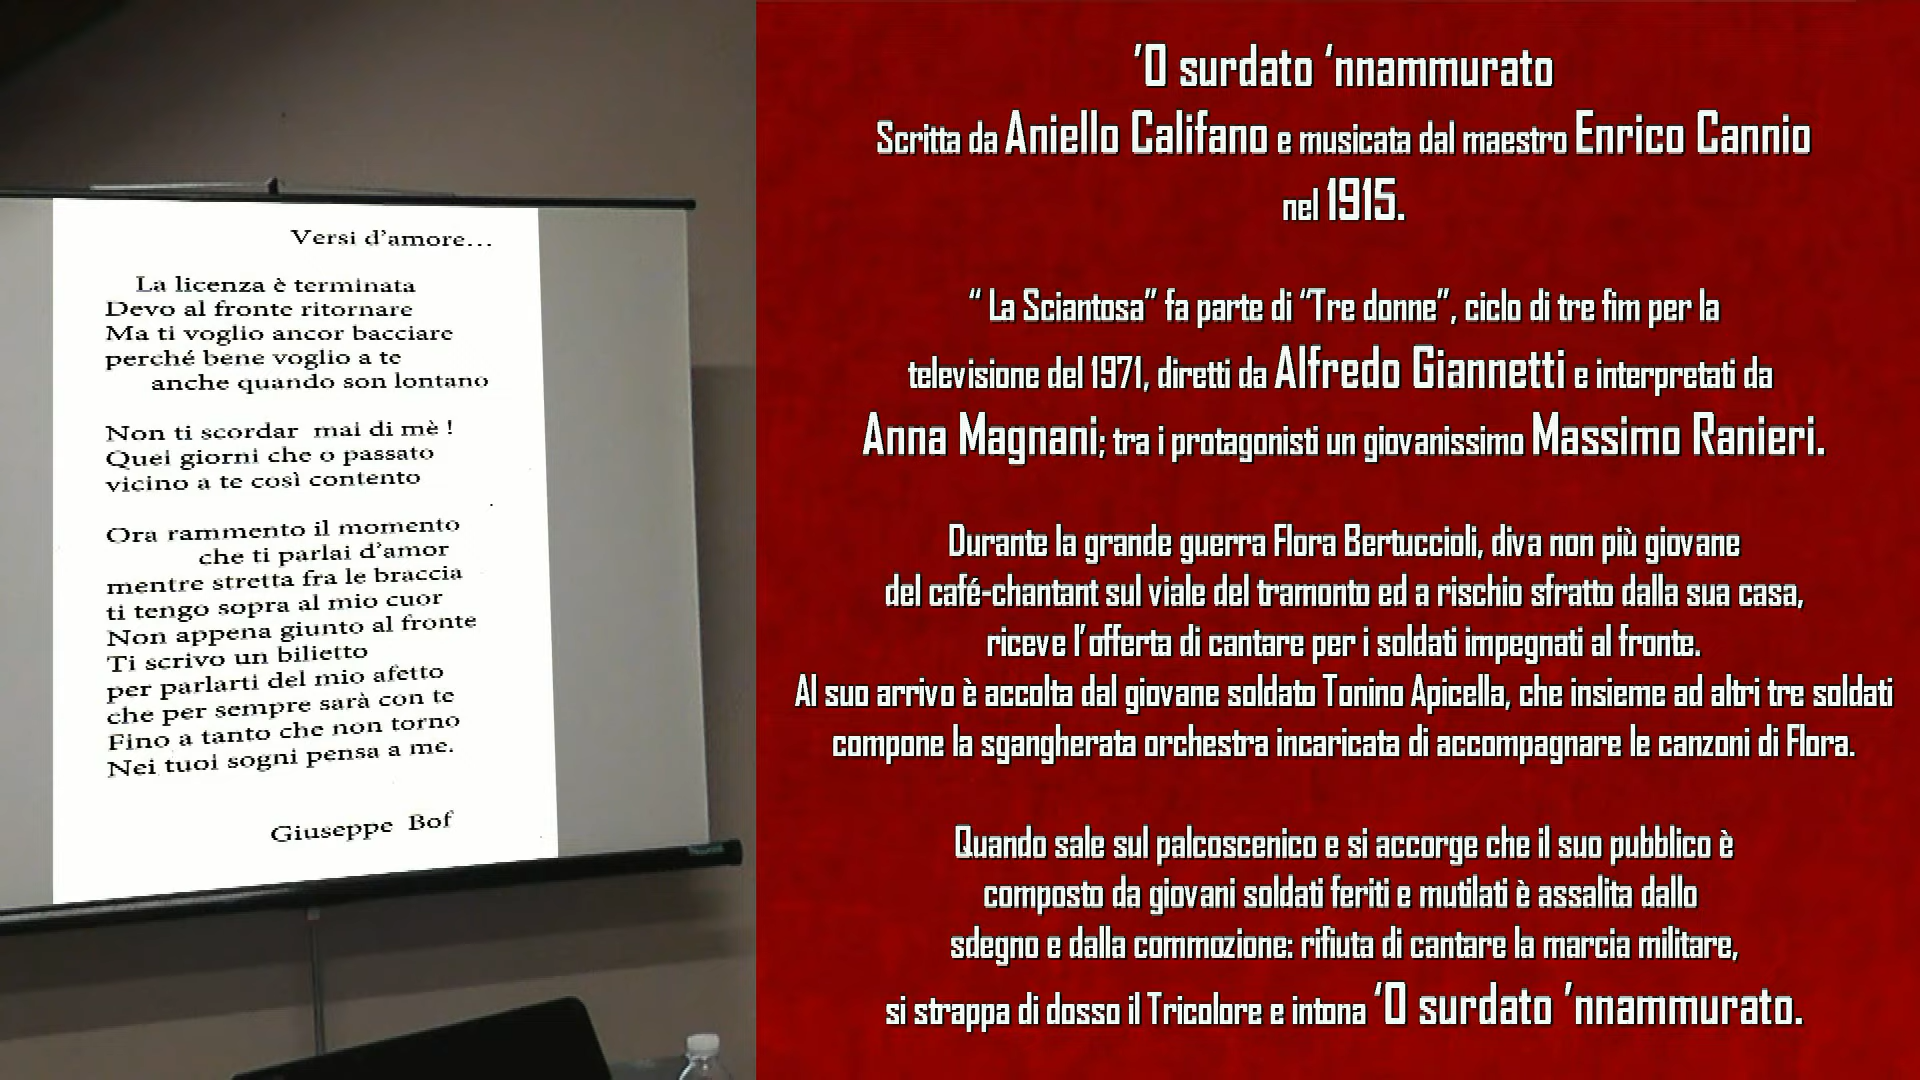 Versi d'amore...
La licenza è terminata
Devo al fronte ritornare
Ma ti voglio ancor bacciare
perché bene voglio a te
anche quando son lontano
Non ti scordar mai di mè !
Quei giorni che o passato
vicino a te così contento
Ora rammento il momento
che ti parlai d'amor
mentre stretta fra le braccia
ti tengo sopra al mio cuor
Non appena giunto al fronte
Ti scrivo un bilietto
per parlarti del mio afetto
che per sempre sarà con te
Fino a tanto che non torno
Nei tuoi sogni pensa a me.
Giuseppe Bof
'O surdato 'nnammurato
Scritta da Aniello Califano e musicata dal maestro Enrico Cannio
nel 1915.
“ La Sciantosa” fa parte di “Tre donne”, ciclo di tre fim per la
televisione del 1971, diretti da Alfredo Giannetti e interpretati da
Anna Magnani; tra i protagonisti un giovanissimo Massimo Ranieri.
Durante la grande guerra Flora Bertuccioli, diva non più giovane
del café-chantant sul viale del tramonto ed a rischio sfratto dalla sua casa,
riceve l'offerta di cantare per i soldati impegnati al fronte.
Al suo arrivo è accolta dal giovane soldato Tonino Apicella, che insieme ad altri tre soldati
compone la sgangherata orchestra incaricata di accompagnare le canzoni di Flora.
Quando sale sul palcoscenico e si accorge che il suo pubblico è
composto da giovani soldati feriti e mutilati è assalita dallo
sdegno e dalla commozione: rifiuta di cantare la marcia militare,
si strappa di dosso il Tricolore e intona ‘O surdato 'nnammurato.